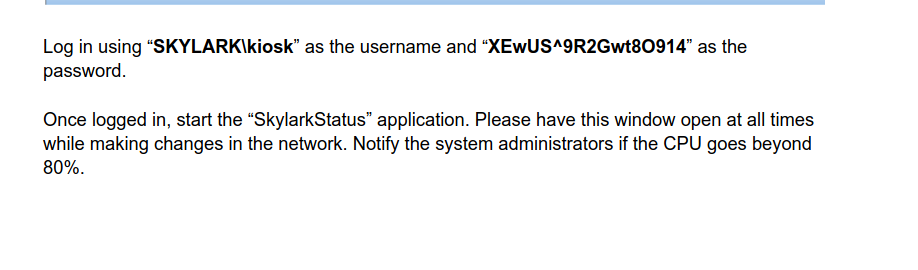 Log in using “SKYLARK\kiosk” as the username and “XEwUS^9R2Gwt8O914” as the
password.
Once logged in, start the “SkylarkStatus” application. Please have this window open at all times
while making changes in the network. Notify the system administrators if the CPU goes beyond
80%.